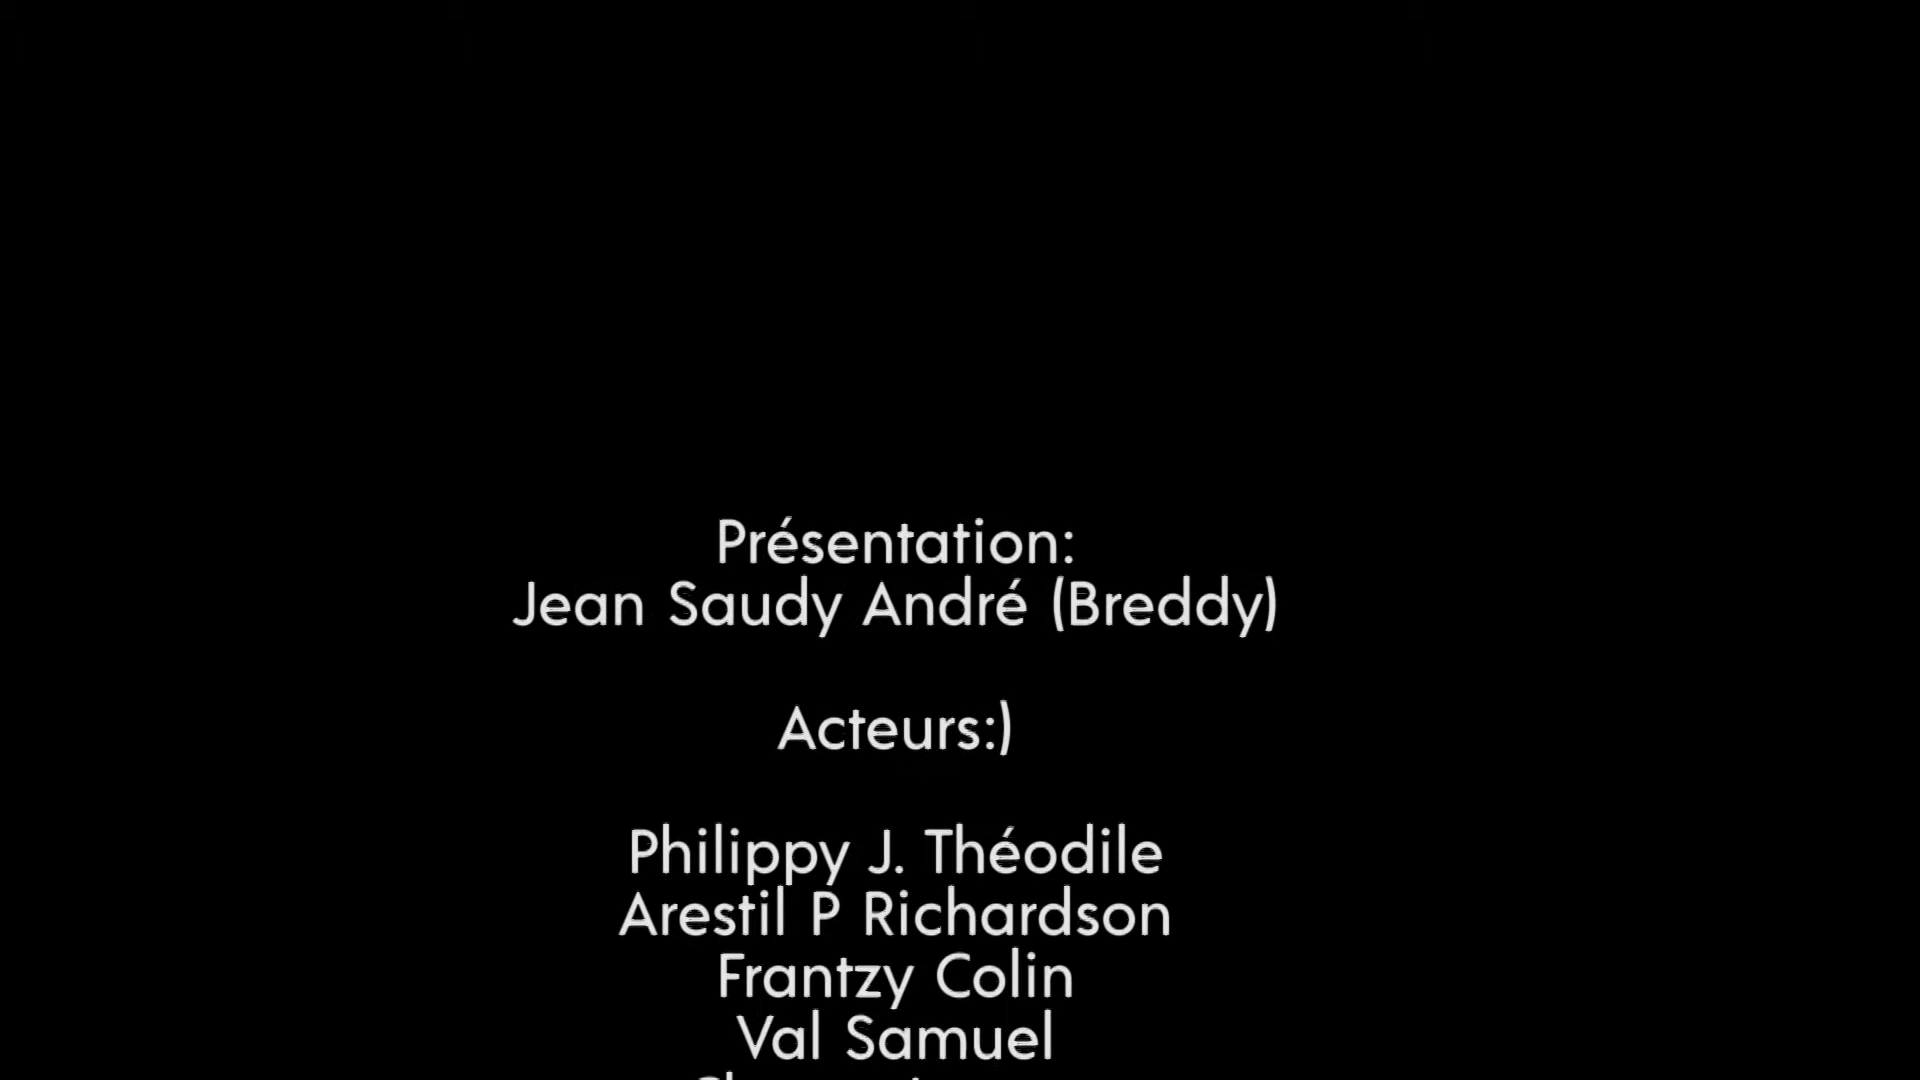 Présentation:
Jean Saudy André (Breddy)
Acteurs:)
Philippy J. Théodile
Arestil P Richardson
Frantzy Colin
Val Samuel